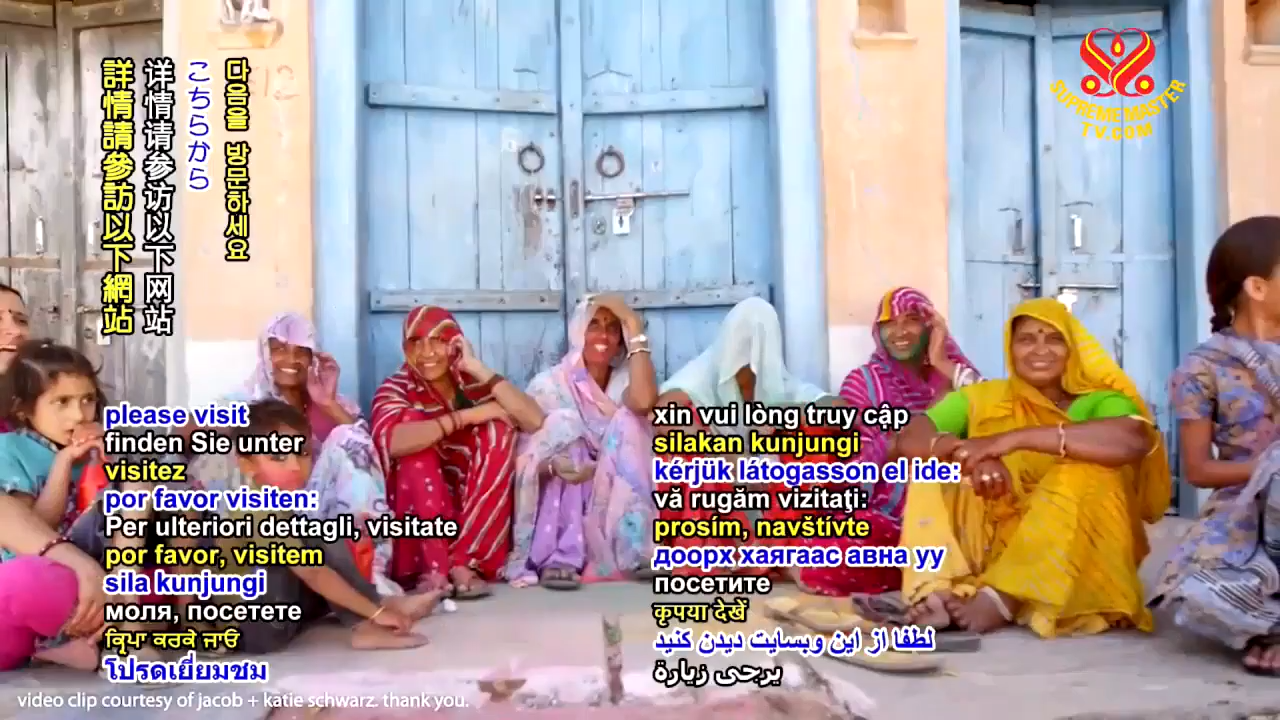 詳情請參訪以下網站
详情请参访以下网站
こちらから
다음을 방문하세요
SUPREME MASTER
TV.COM
please visit
finden Sie unter
visitez
por favor visiten:
Per ulteriori dettagli, visitate
por favor, visitem
sila kunjungi
моля, посетете
ਕ੍ਰਿਪਾ ਕਰਕੇ ਜਾਓ
โปรดเยี่ยมชม
xin vui lòng truy cập
silakan kunjungi
kérjük látogasson el ide:
vă rugăm vizitaţi:
prosím, navštívte
доорх хаягаас авна уу
посетите
कृपया देखें
لطفا از این وبسایت دیدن کنید
يرجى زيارة
video clip courtesy of jacob + katie schwarz. thank you.